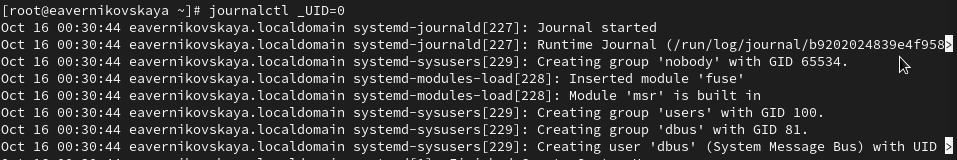 [root@eavernikovskaya ~]# journalctl _UID=0
Oct 16 00:30:44 eavernikovskaya.localdomain systemd-journald[227]: Journal started
Oct 16 00:30:44 eavernikovskaya.localdomain systemd-journald[227]: Runtime Journal (/run/log/journal/b9202024839e4f958>
Oct 16 00:30:44 eavernikovskaya.localdomain systemd-sysusers[229]: Creating group 'nobody' with GID 65534.
Oct 16 00:30:44 eavernikovskaya.localdomain systemd-modules-load[228]: Inserted module 'fuse'
Oct 16 00:30:44 eavernikovskaya.localdomain systemd-modules-load[228]: Module 'msr' is built in
Oct 16 00:30:44 eavernikovskaya.localdomain systemd-sysusers[229]: Creating group 'users' with GID 100.
Oct 16 00:30:44 eavernikovskaya.localdomain systemd-sysusers[229]: Creating group 'dbus' with GID 81.
Oct 16 00:30:44 eavernikovskaya.localdomain systemd-sysusers[229]: Creating user 'dbus' (System Message Bus) with UID >